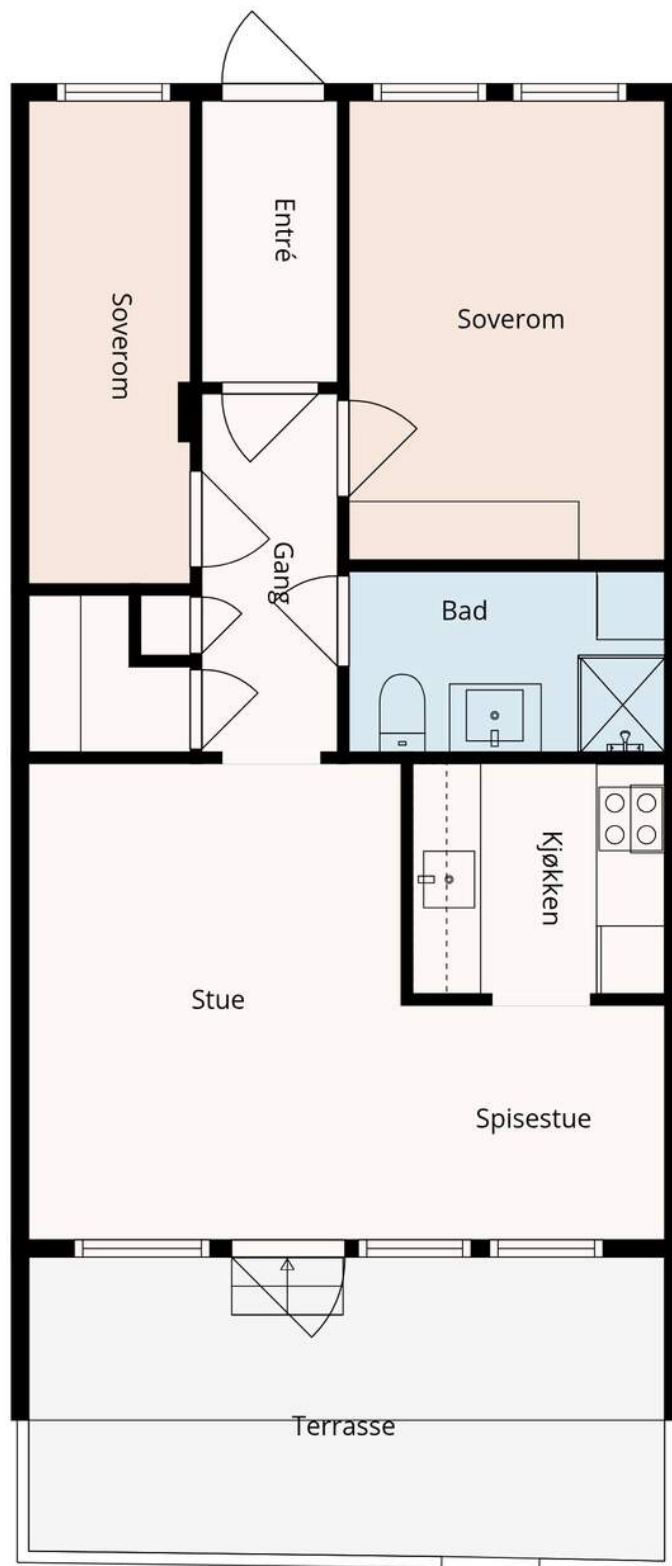 Entré
Soverom
Soverom
Gang
Bad
Kjøkken
Stue
Spisestue
Terrasse